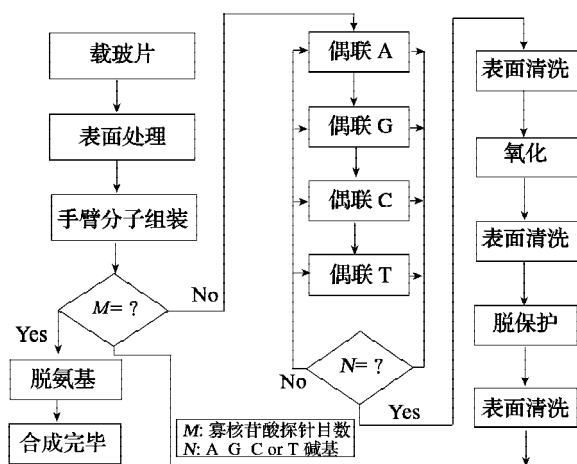 载玻片
表面处理
手臂分子组装
M= ?
No
Yes
脱氨基
合成完毕
偶联 A
偶联 G
偶联 C
偶联 T
N= ?
No
Yes
M: 寡核苷酸探针目数
N: A G C or T 碱基
表面清洗
氧化
表面清洗
脱保护
表面清洗